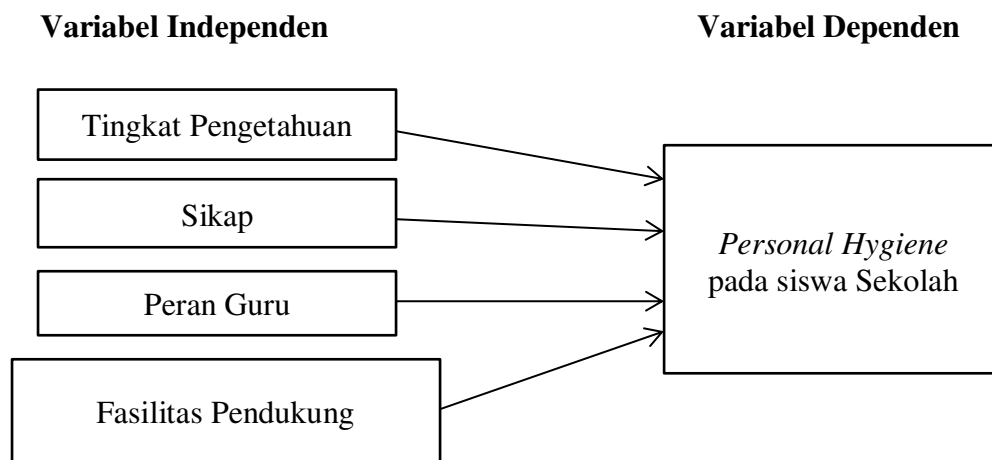 Variabel Independen
Variabel Dependen
Tingkat Pengetahuan
Sikap
Peran Guru
Fasilitas Pendukung
Personal Hygiene
pada siswa Sekolah